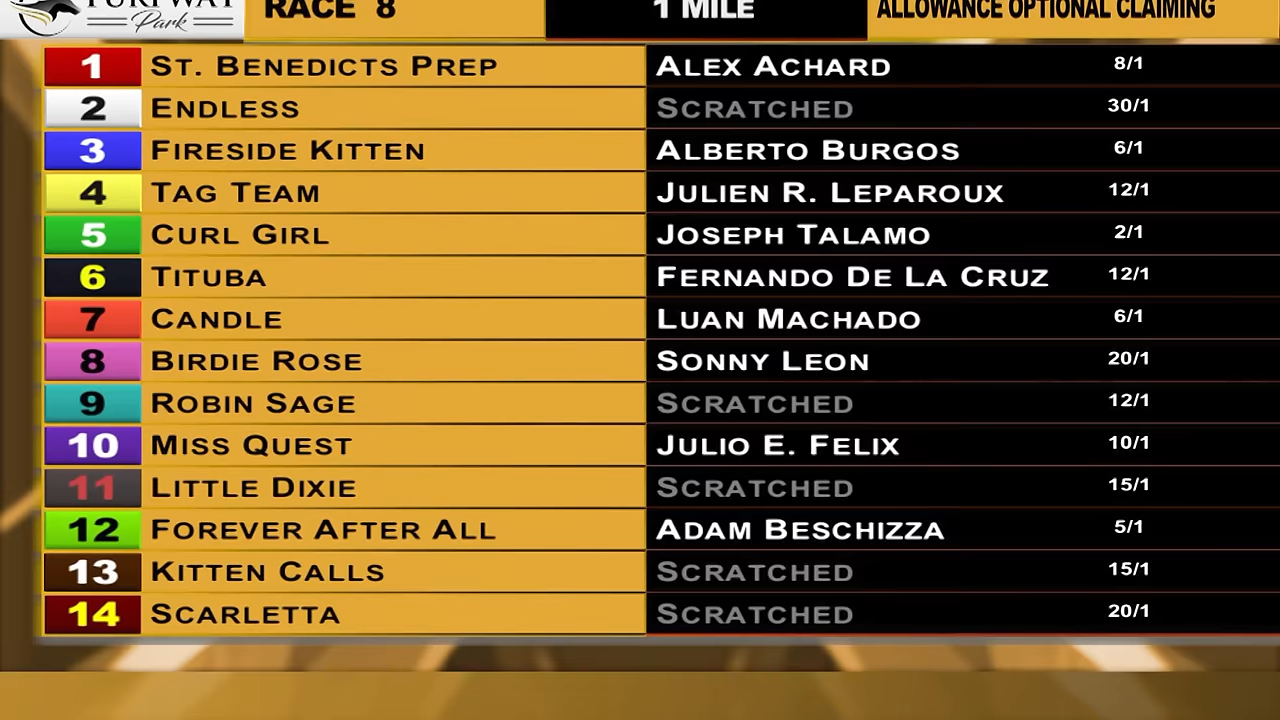 TURFWAY Park RACE 8 1 MILE ALLOWANCE OPTIONAL CLAIMING
1 ST. BENEDICTS PREP ALEX ACHARD 8/1
2 ENDLESS SCRATCHED 30/1
3 FIRESIDE KITTEN ALBERTO BURGOS 6/1
4 TAG TEAM JULIEN R. LEPAROUX 12/1
5 CURL GIRL JOSEPH TALAMO 2/1
6 TITUBA FERNANDO DE LA CRUZ 12/1
7 CANDLE LUAN MACHADO 6/1
8 BIRDIE ROSE SONNY LEON 20/1
9 ROBIN SAGE SCRATCHED 12/1
10 MISS QUEST JULIO E. FELIX 10/1
11 LITTLE DIXIE SCRATCHED 15/1
12 FOREVER AFTER ALL ADAM BESCHIZZA 5/1
13 KITTEN CALLS SCRATCHED 15/1
14 SCARLETTA SCRATCHED 20/1